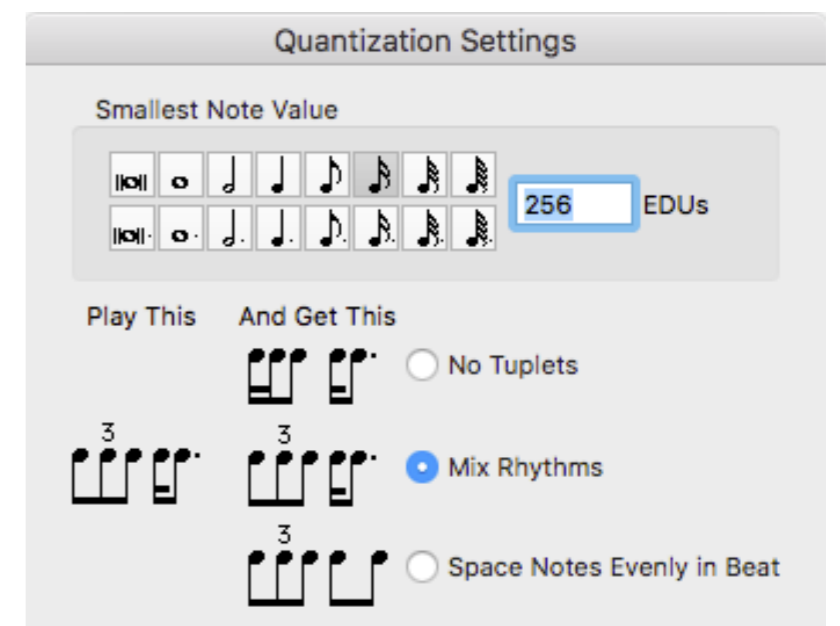 Quantization Settings
Smallest Note Value
256 EDUs
Play This And Get This
No Tuplets
3 3
Mix Rhythms
3
Space Notes Evenly in Beat